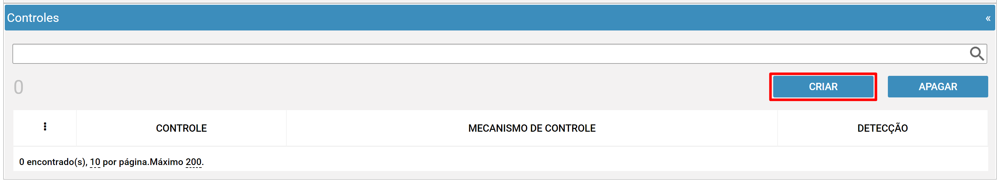 Controles «
0
CRIAR APAGAR
CONTROLE MECANISMO DE CONTROLE DETECÇÃO
0 encontrado(s), 10 por página.Máximo 200.